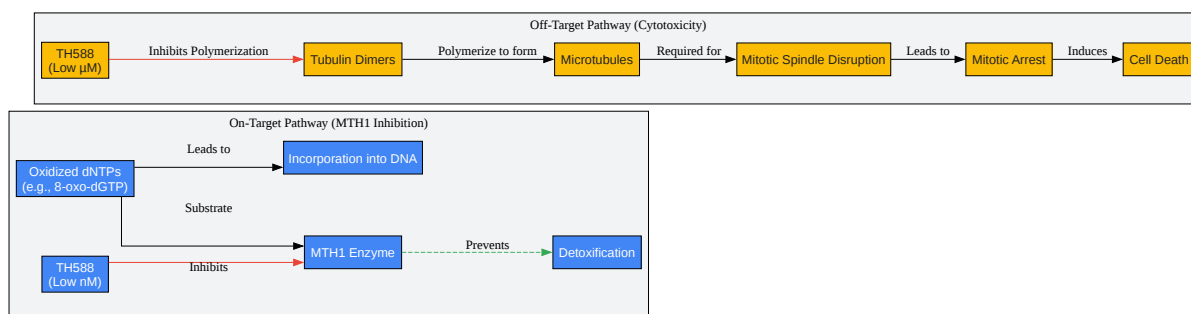 Off-Target Pathway (Cytotoxicity)
TH588
(Low µM)
Inhibits Polymerization
Tubulin Dimers
Polymerize to form
Microtubules
Required for
Mitotic Spindle Disruption
Leads to
Mitotic Arrest
Induces
Cell Death
On-Target Pathway (MTH1 Inhibition)
Oxidized dNTPs
(e.g., 8-oxo-dGTP)
Leads to
Incorporation into DNA
Substrate
TH588
(Low nM)
Inhibits
MTH1 Enzyme
Prevents
Detoxification